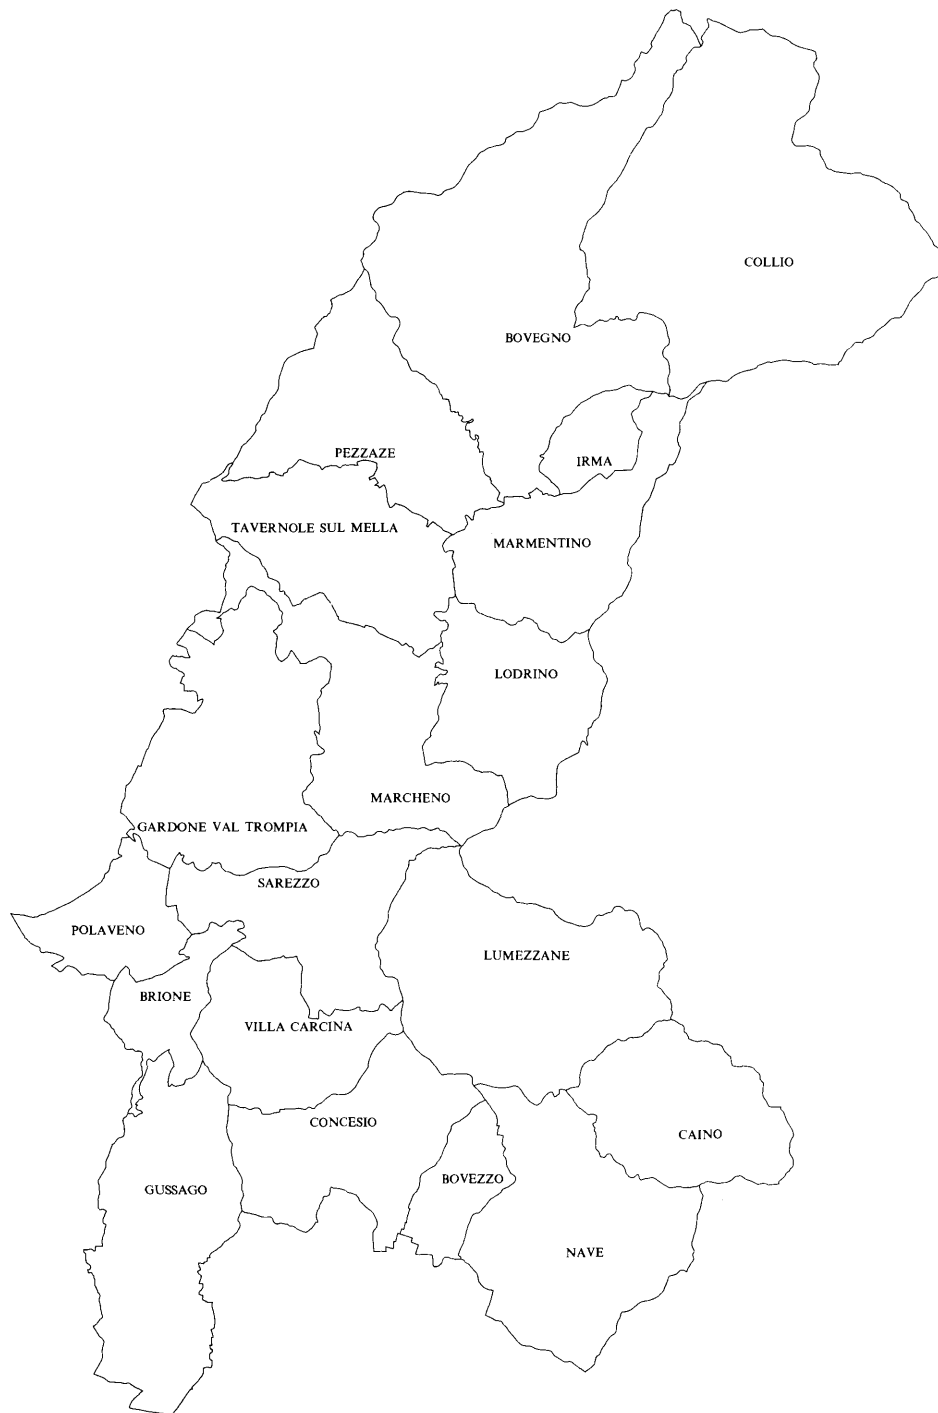 COLLIO
BOVEGNO
PEZZAZE
IRMA
TAVERNOLE SUL MELLA
MARMENTINO
LODRINO
MARCHENO
GARDONE VAL TROMPIA
SAREZZO
POLAVENO
LUMEZZANE
BRIONE
VILLA CARCINA
CONCESIO
CAINO
BOVEZZO
GUSSAGO
NAVE